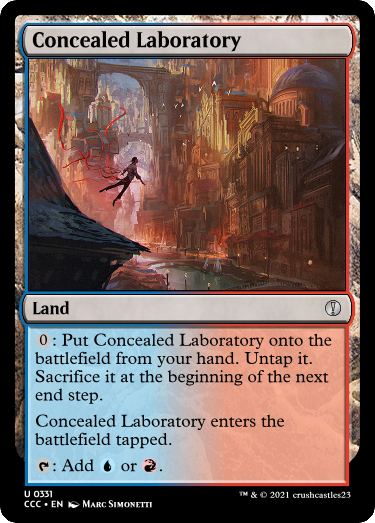 Concealed Laboratory
Land
0: Put Concealed Laboratory onto the
battlefield from your hand. Untap it.
Sacrifice it at the beginning of the next
end step.
Concealed Laboratory enters the
battlefield tapped.
: Add or .
U 0331
CCC • EN Marc Simonetti
™ & © 2021 crushcastles23